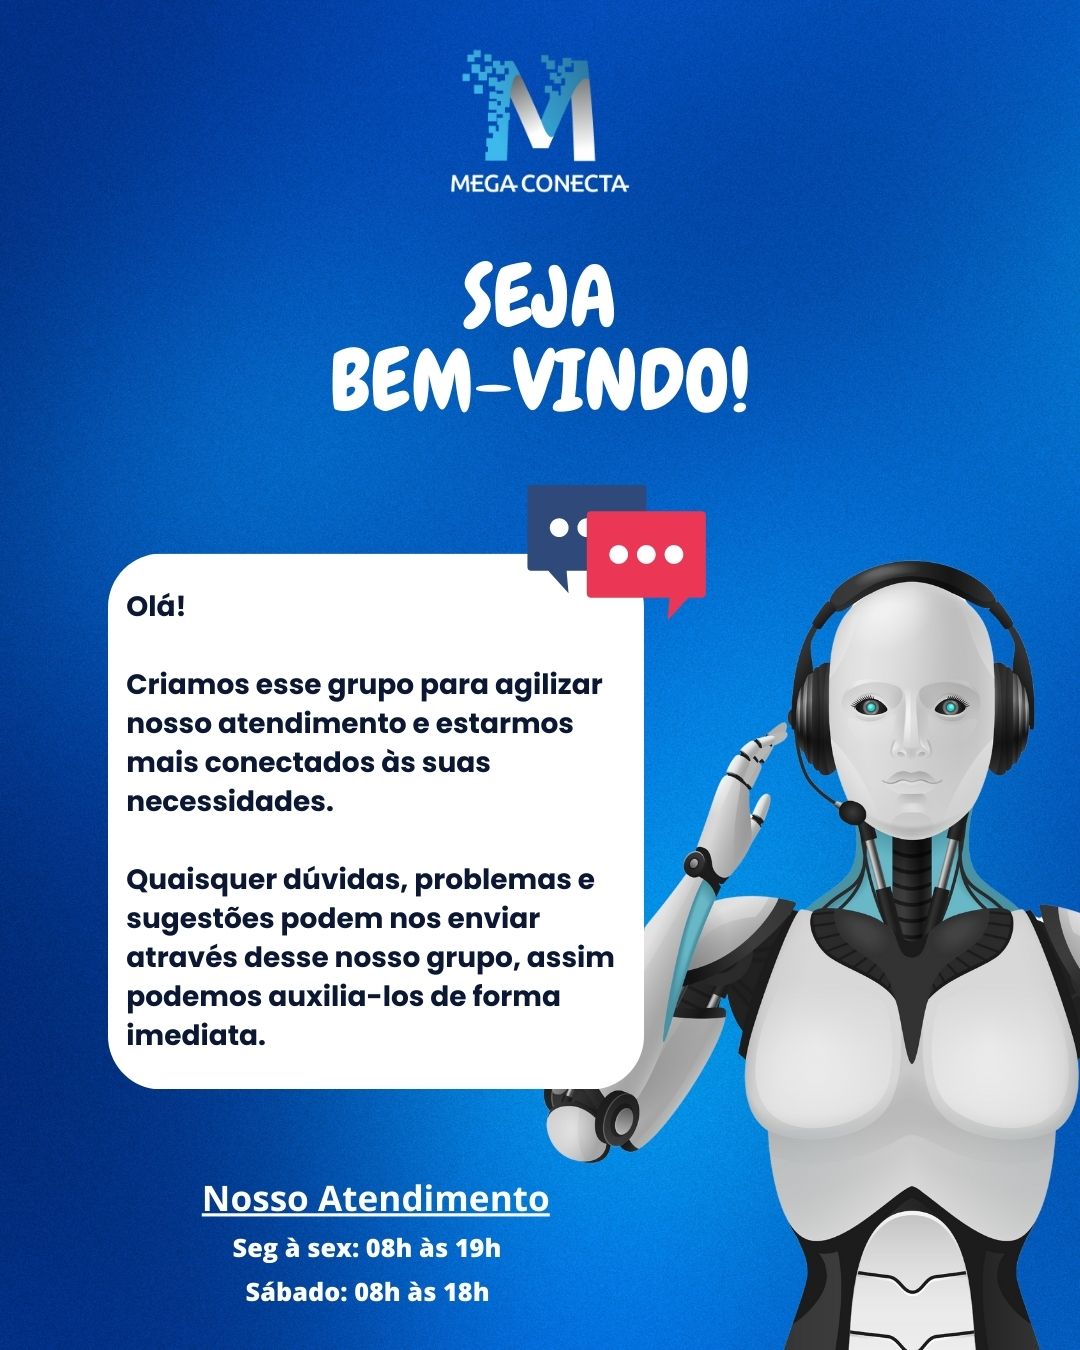 MEGA CONECTA
SEJA
BEM-VINDO!
Olá!
Criamos esse grupo para agilizar
nosso atendimento e estarmos
mais conectados às suas
necessidades.
Quaisquer dúvidas, problemas e
sugestões podem nos enviar
através desse nosso grupo, assim
podemos auxilia-los de forma
imediata.
Nosso Atendimento
Seg à sex: 08h às 19h
Sábado: 08h às 18h